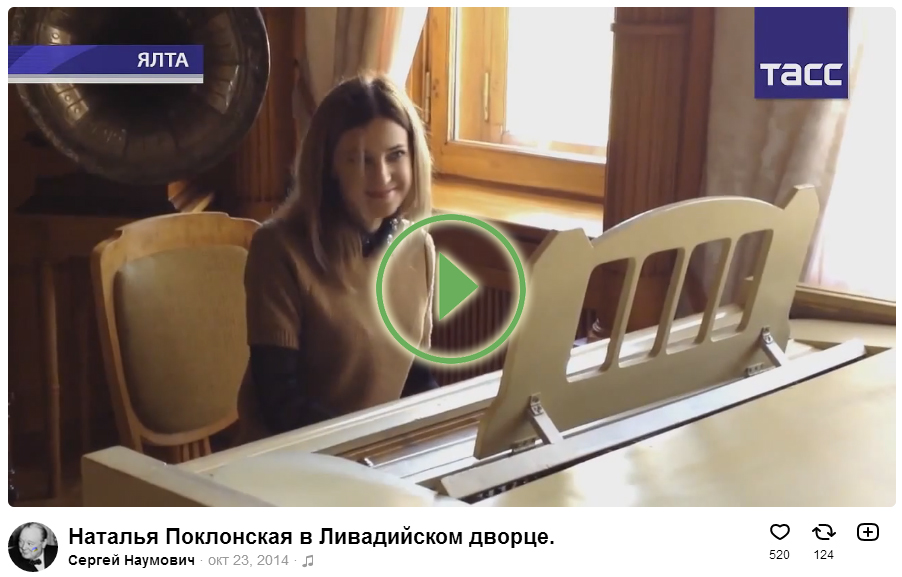 ЯЛТА
ТАСС
Наталья Поклонская в Ливадийском дворце.
Сергей Наумович · окт 23, 2014 ·
520
124